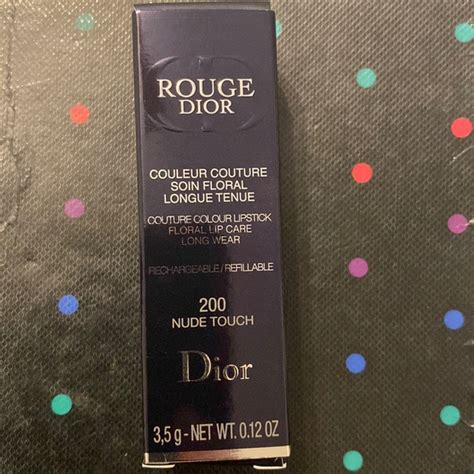 ROUGE
DIOR
COULEUR COUTURE
SOIN FLORAL
LONGUE TENUE
COUTURE COLOUR LIPSTICK
FLORAL LIP CARE
LONG WEAR
RECHARGEABLE/REFILLABLE
200
NUDE TOUCH
Dior
3,5 g - NET WT. 0.12 OZ